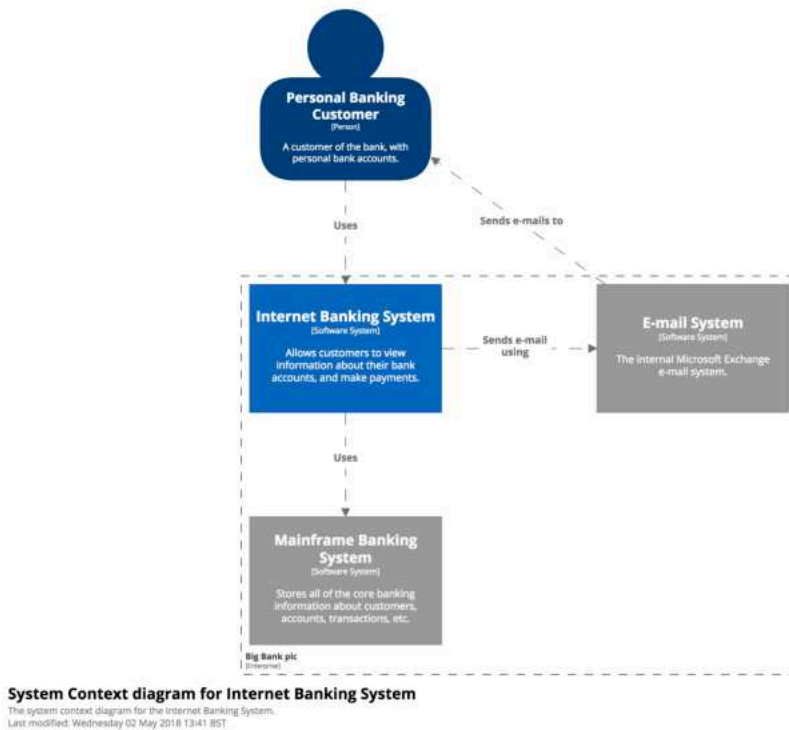 Personal Banking
Customer
[Person]
A customer of the bank, with
personal bank accounts.
Sends e-mails to
Uses
Internet Banking System
[Software System]
Allows customers to view
information about their bank
accounts, and make payments.
Sends e-mail
using
E-mail System
[Software System]
The internal Microsoft Exchange
e-mail system.
Uses
Mainframe Banking
System
[Software System]
Stores all of the core banking
information about customers,
accounts, transactions, etc.
Big Bank plc
[Enterprise]
System Context diagram for Internet Banking System
The system context diagram for the Internet Banking System.
Last modified: Wednesday 02 May 2018 13:41 BST